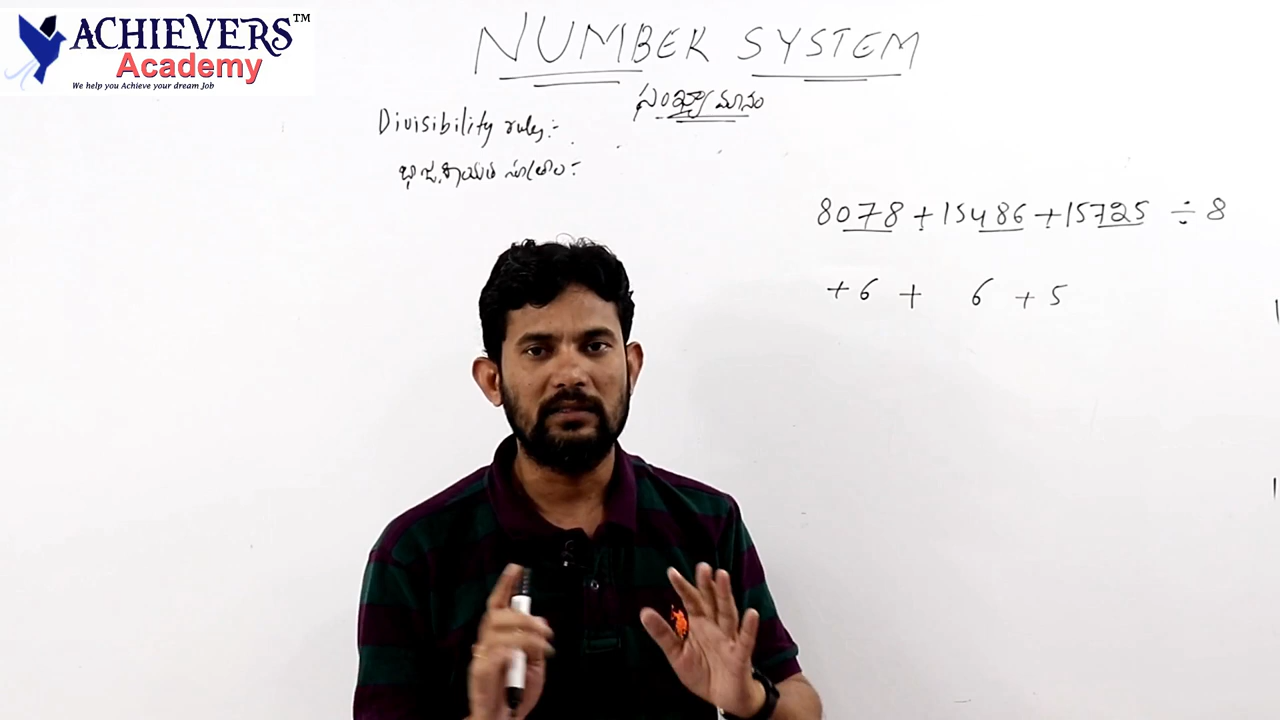 ACHIEVERS™
Academy
We help you Achieve your dream Job
NUMBER SYSTEM
సంఖ్యామానం
Divisibility rules:-
8078 + 15486 + 15725 ÷ 8
+6 + 6 + 5